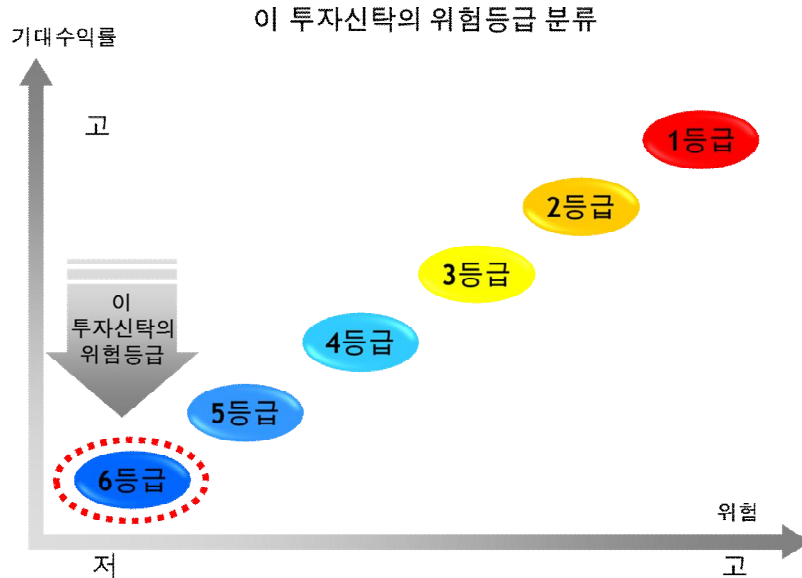 이 투자신탁의 위험등급 분류
기대수익률
고
1등급
2등급
3등급
이
투자신탁의
위험등급
4등급
5등급
6등급
위험
저
고